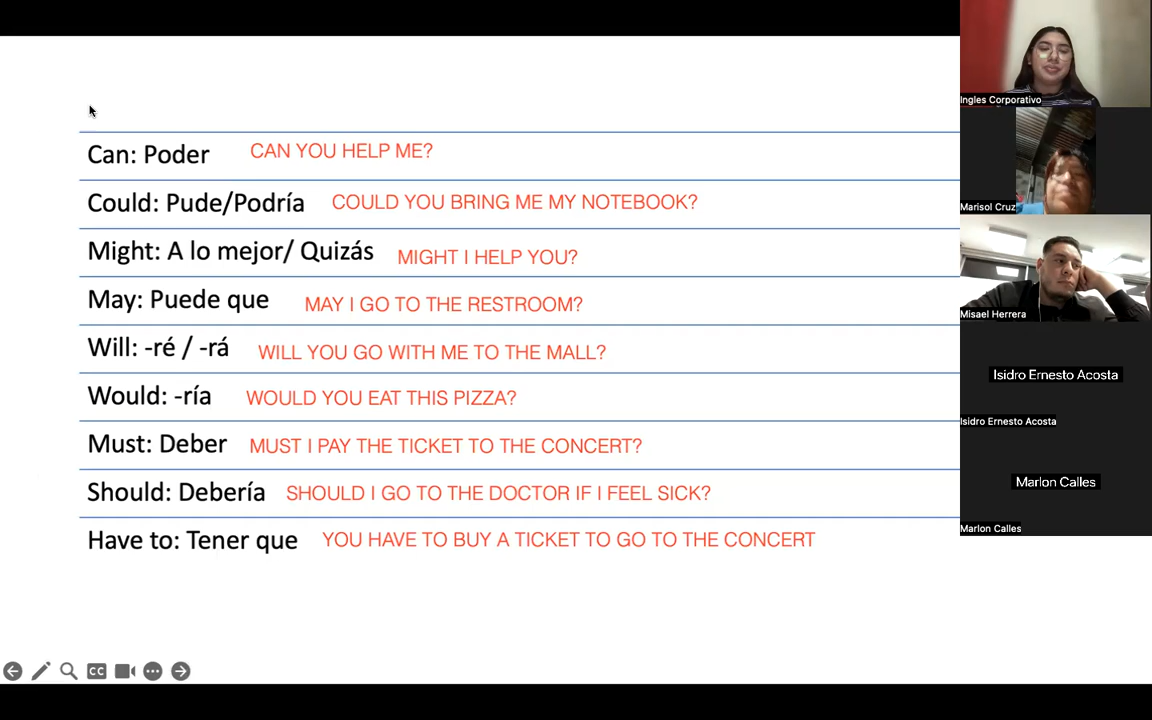 Can: Poder CAN YOU HELP ME?
Could: Pude/Podría COULD YOU BRING ME MY NOTEBOOK?
Might: A lo mejor/ Quizás MIGHT I HELP YOU?
May: Puede que MAY I GO TO THE RESTROOM?
Will: -ré / -rá WILL YOU GO WITH ME TO THE MALL?
Would: -ría WOULD YOU EAT THIS PIZZA?
Must: Deber MUST I PAY THE TICKET TO THE CONCERT?
Should: Debería SHOULD I GO TO THE DOCTOR IF I FEEL SICK?
Have to: Tener que YOU HAVE TO BUY A TICKET TO GO TO THE CONCERT
CC
Ingles Corporativo
Marisol Cruz
Misael Herrera
Isidro Ernesto Acosta
Isidro Ernesto Acosta
Marlon Calles
Marlon Calles